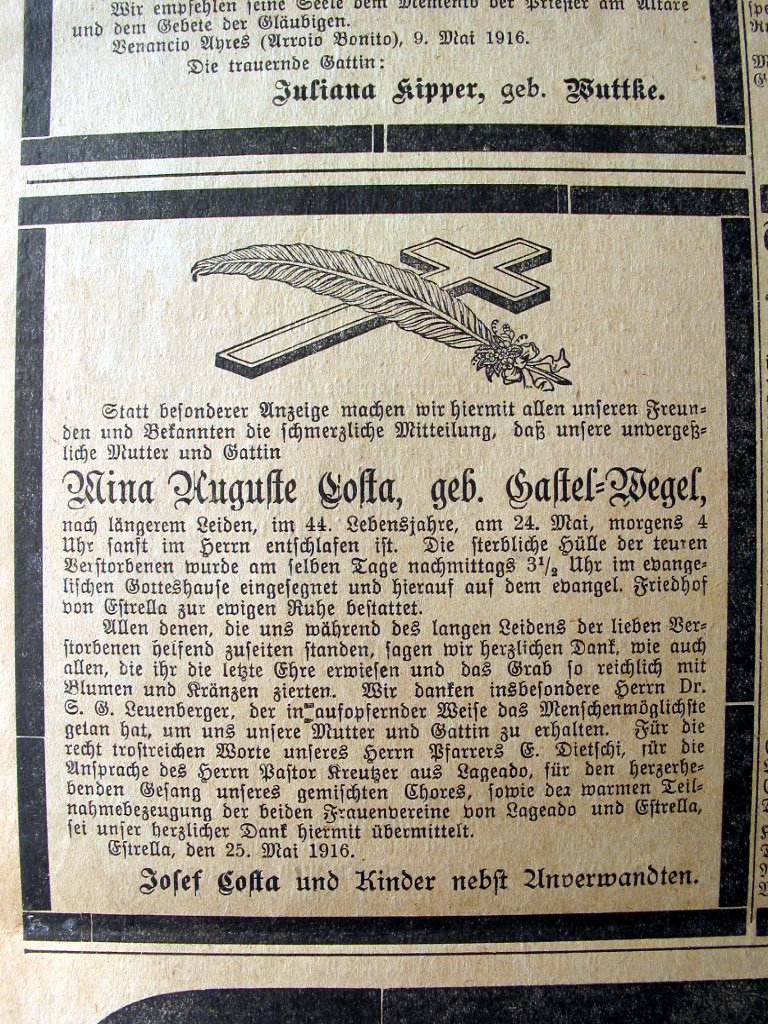 Wir empfehlen seine Seele dem Memento der Priester am Altare
und dem Gebete der Gläubigen.
Venancio Ayres (Arroio Bonito), 9. Mai 1916.
Die trauernde Gattin:
Juliana Kipper, geb. Wuttke.
Statt besonderer Anzeige machen wir hiermit allen unseren Freun-
den und Bekannten die schmerzliche Mitteilung, daß unsere unvergeß-
liche Mutter und Gattin
Mina Auguste Costa, geb. Gastel-Wegel,
nach längerem Leiden, im 44. Lebensjahre, am 24. Mai, morgens 4
Uhr sanft im Herrn entschlafen ist. Die sterbliche Hülle der teuren
Verstorbenen wurde am selben Tage nachmittags 3½ Uhr im evange-
lischen Gotteshause eingesegnet und hierauf auf dem evangel. Friedhof
von Estrella zur ewigen Ruhe bestattet.
Allen denen, die uns während des langen Leidens der lieben Ver-
storbenen helfend zuseiten standen, sagen wir herzlichen Dank, wie auch
allen, die ihr die letzte Ehre erwiesen und das Grab so reichlich mit
Blumen und Kränzen zierten. Wir danken insbesondere Herrn Dr.
S. G. Leuenberger, der in aufopfernder Weise das Menschenmöglichste
getan hat, um uns unsere Mutter und Gattin zu erhalten. Für die
recht trostreichen Worte unseres Herrn Pfarrers E. Dietschi, für die
Ansprache des Herrn Pastor Kreutzer aus Lageado, für den herzerhe-
benden Gesang unseres gemischten Chores, sowie der warmen Teil-
nahmebezeugung der beiden Frauenvereine von Lageado und Estrella,
sei unser herzlicher Dank hiermit übermittelt.
Estrella, den 25. Mai 1916.
Josef Costa und Kinder nebst Anverwandten.